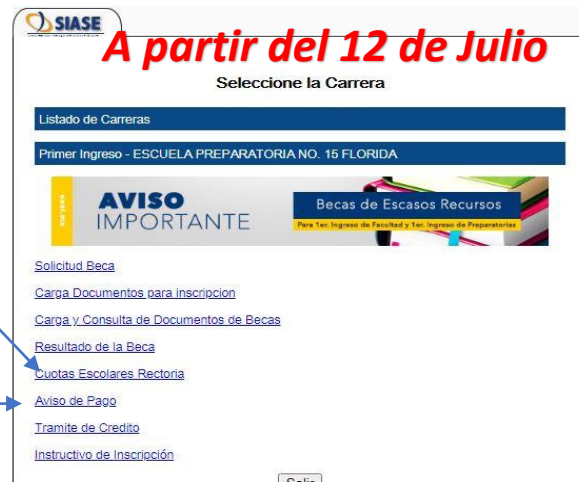 SIASE
A partir del 12 de Julio
Seleccione la Carrera
Listado de Carreras
Primer Ingreso - ESCUELA PREPARATORIA NO. 15 FLORIDA
AVISO
IMPORTANTE
Becas de Escasos Recursos
Para 1er. Ingreso de Facultad y 1er. Ingreso de Preparatorias
Solicitud Beca
Carga Documentos para inscripcion
Carga y Consulta de Documentos de Becas
Resultado de la Beca
Cuotas Escolares Rectoria
Aviso de Pago
Tramite de Credito
Instructivo de Inscripción
Salir